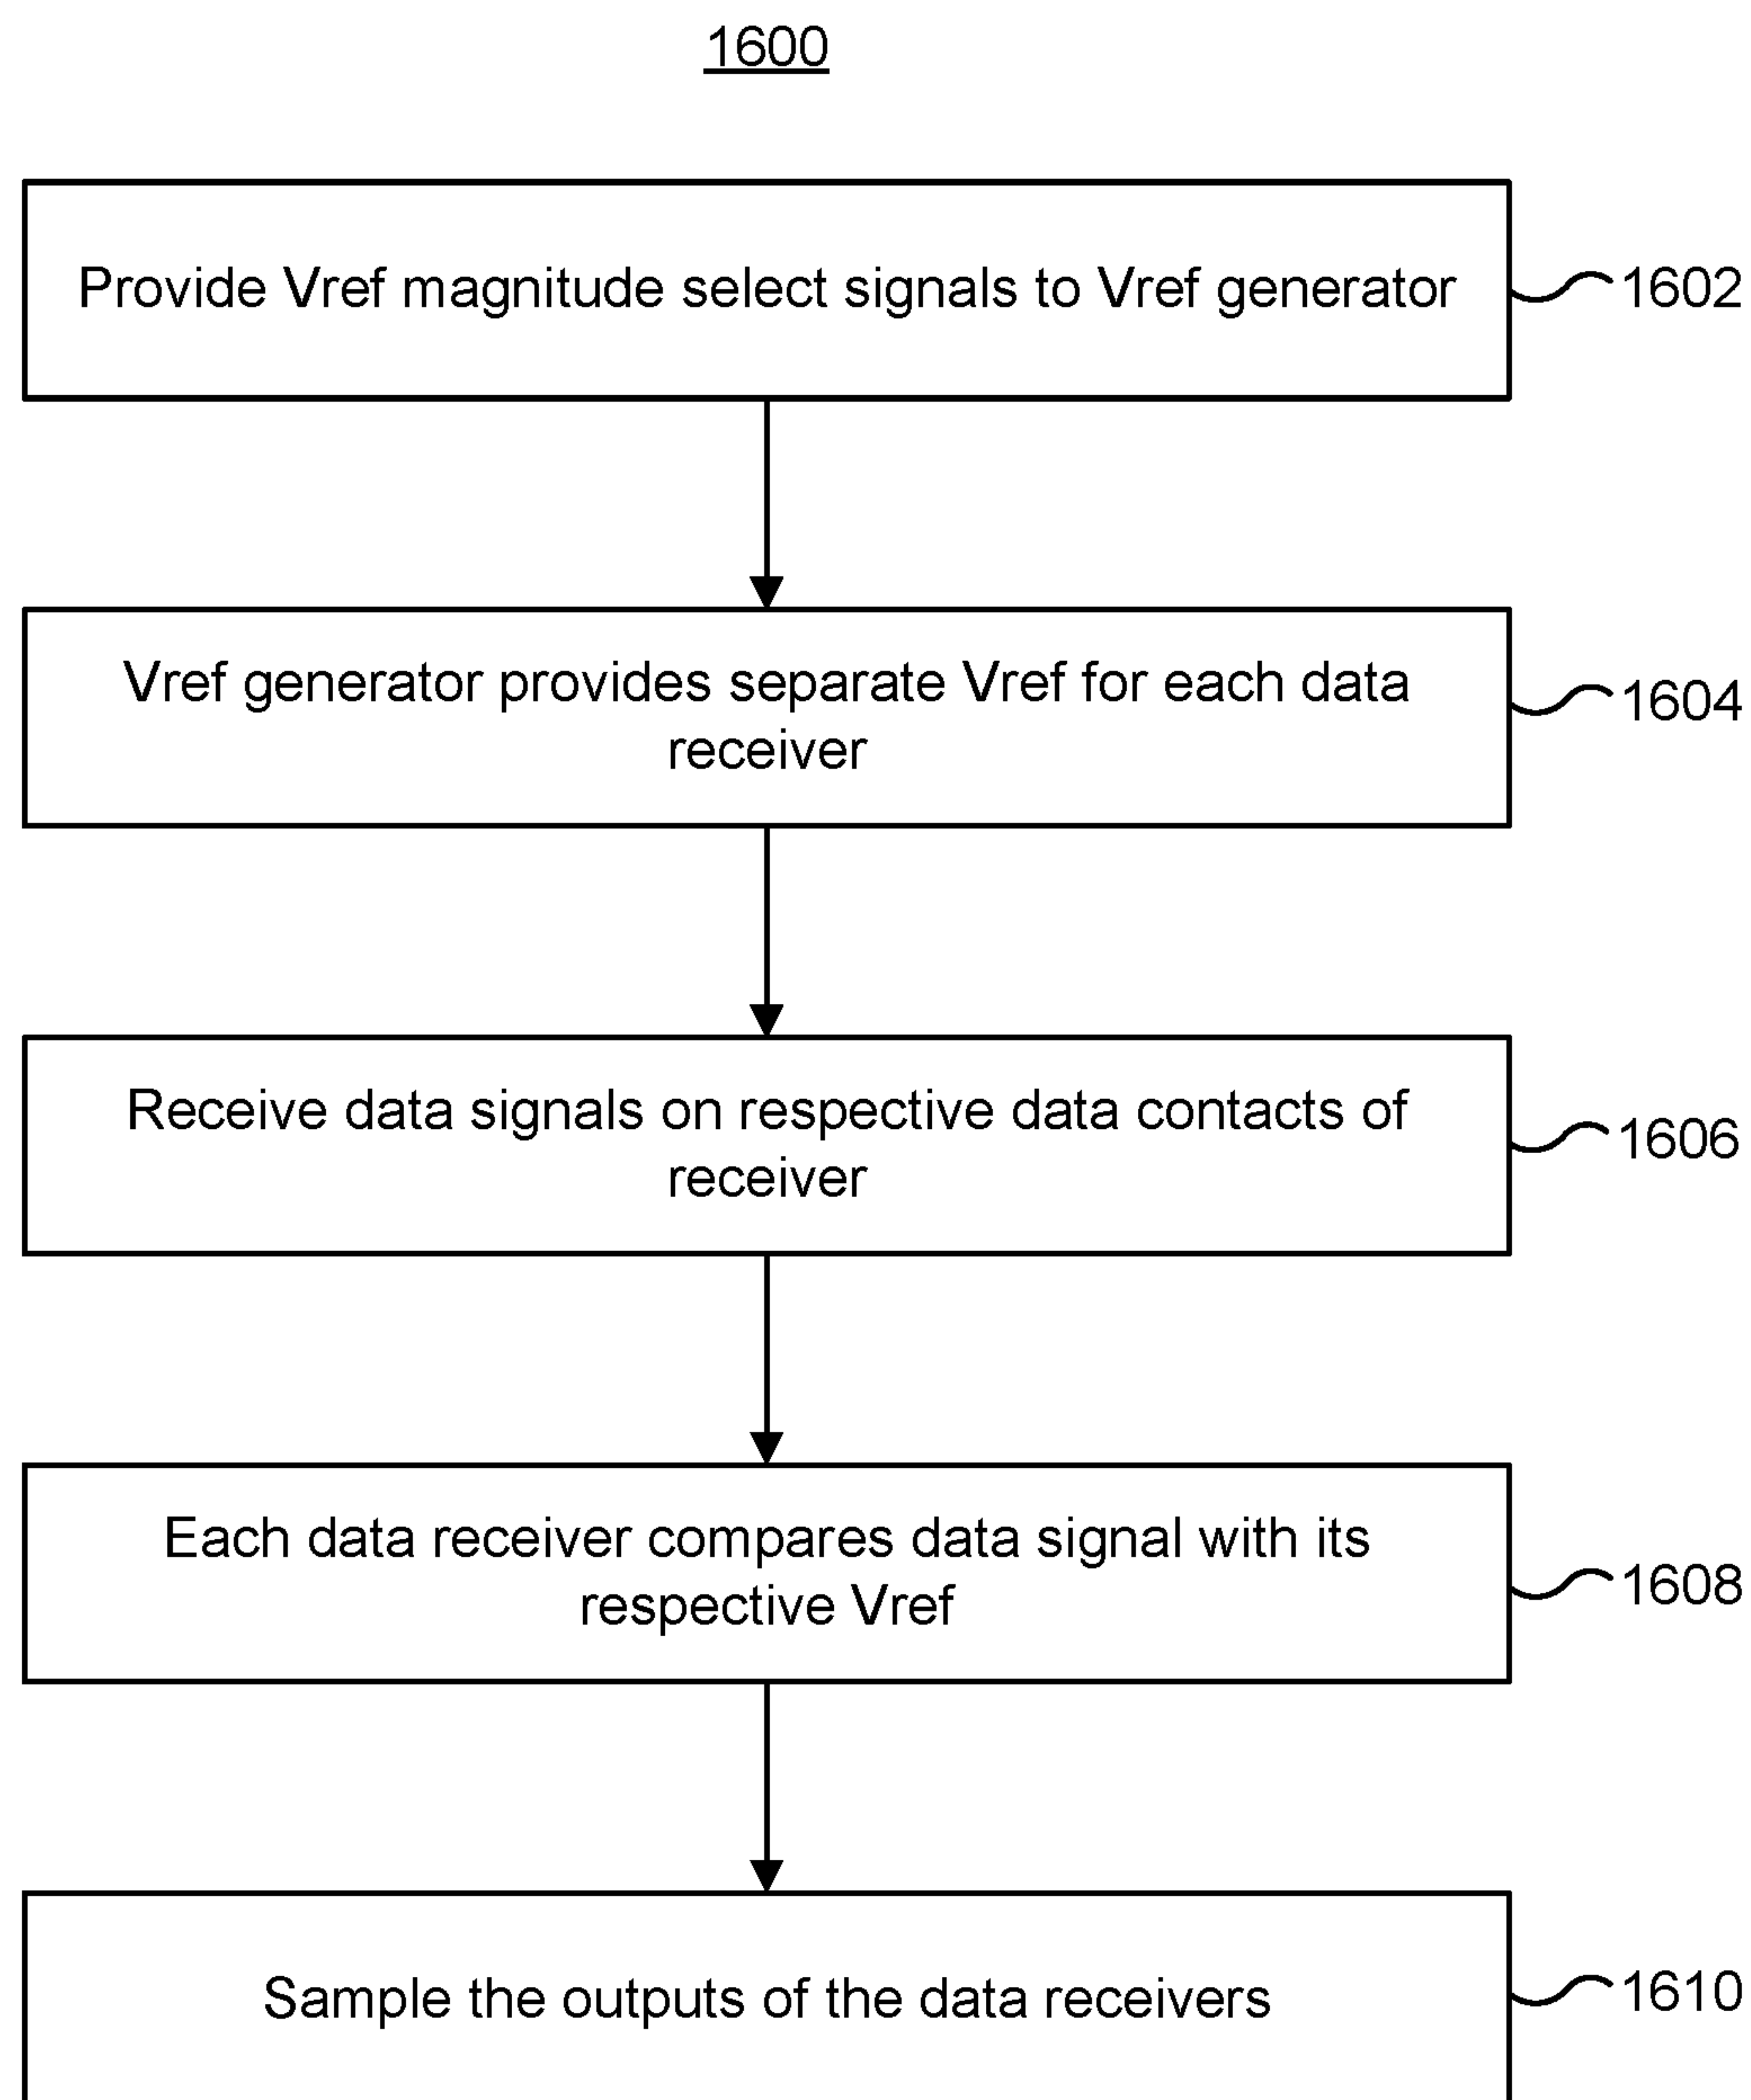 1600
Provide Vref magnitude select signals to Vref generator
1602
Vref generator provides separate Vref for each data
receiver
1604
Receive data signals on respective data contacts of
receiver
1606
Each data receiver compares data signal with its
respective Vref
1608
Sample the outputs of the data receivers
1610